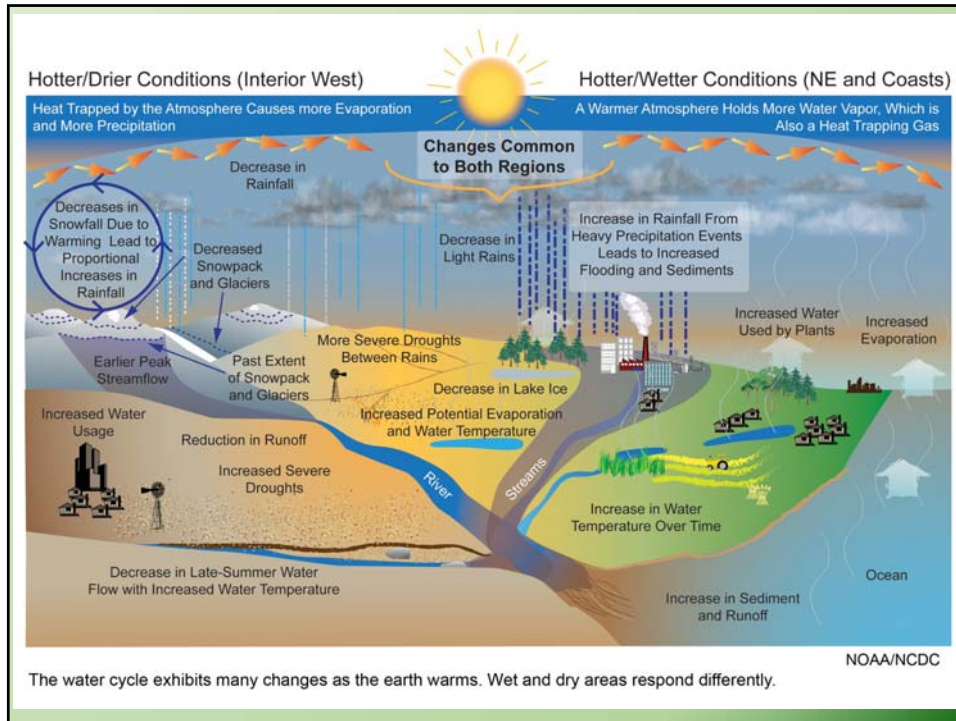 Hotter/Drier Conditions (Interior West)
Hotter/Wetter Conditions (NE and Coasts)
Heat Trapped by the Atmosphere Causes more Evaporation
and More Precipitation
A Warmer Atmosphere Holds More Water Vapor, Which is
Also a Heat Trapping Gas
Changes Common
to Both Regions
Decrease in
Rainfall
Decreases in
Snowfall Due to
Warming Lead to
Proportional
Increases in
Rainfall
Decreased
Snowpack
and Glaciers
Decrease in
Light Rains
Increase in Rainfall From
Heavy Precipitation Events
Leads to Increased
Flooding and Sediments
Increased Water
Used by Plants
Increased
Evaporation
More Severe Droughts
Between Rains
Earlier Peak
Streamflow
Past Extent
of Snowpack
and Glaciers
Decrease in Lake Ice
Increased Potential Evaporation
and Water Temperature
Increased Water
Usage
Reduction in Runoff
Increased Severe
Droughts
River
Streams
Increase in Water
Temperature Over Time
Decrease in Late-Summer Water
Flow with Increased Water Temperature
Ocean
Increase in Sediment
and Runoff
NOAA/NCDC
The water cycle exhibits many changes as the earth warms. Wet and dry areas respond differently.